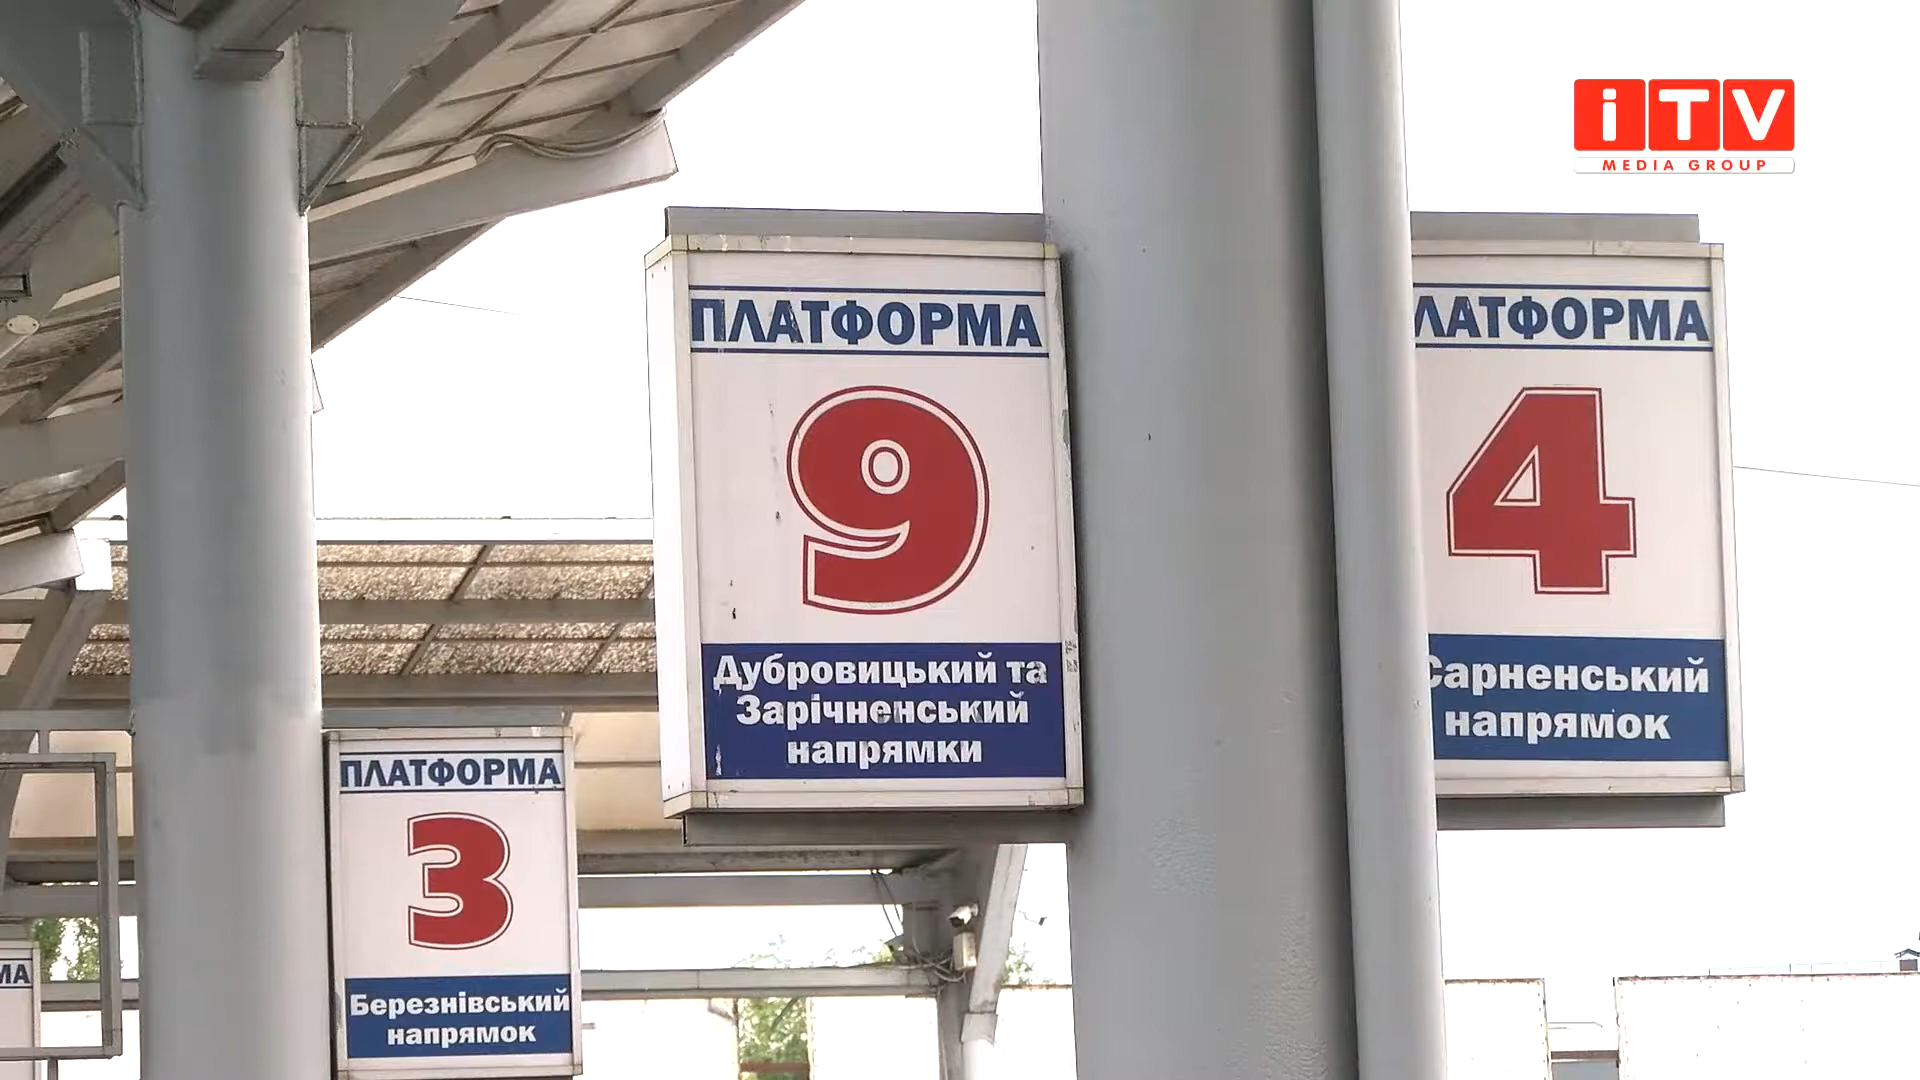 iTV
MEDIA GROUP
ПЛАТФОРМА
9
Дубровицький та
Зарічненський
напрямки
ЛАТФОРМА
4
Сарненський
напрямок
ПЛАТФОРМА
3
Березнівський
напрямок
МА